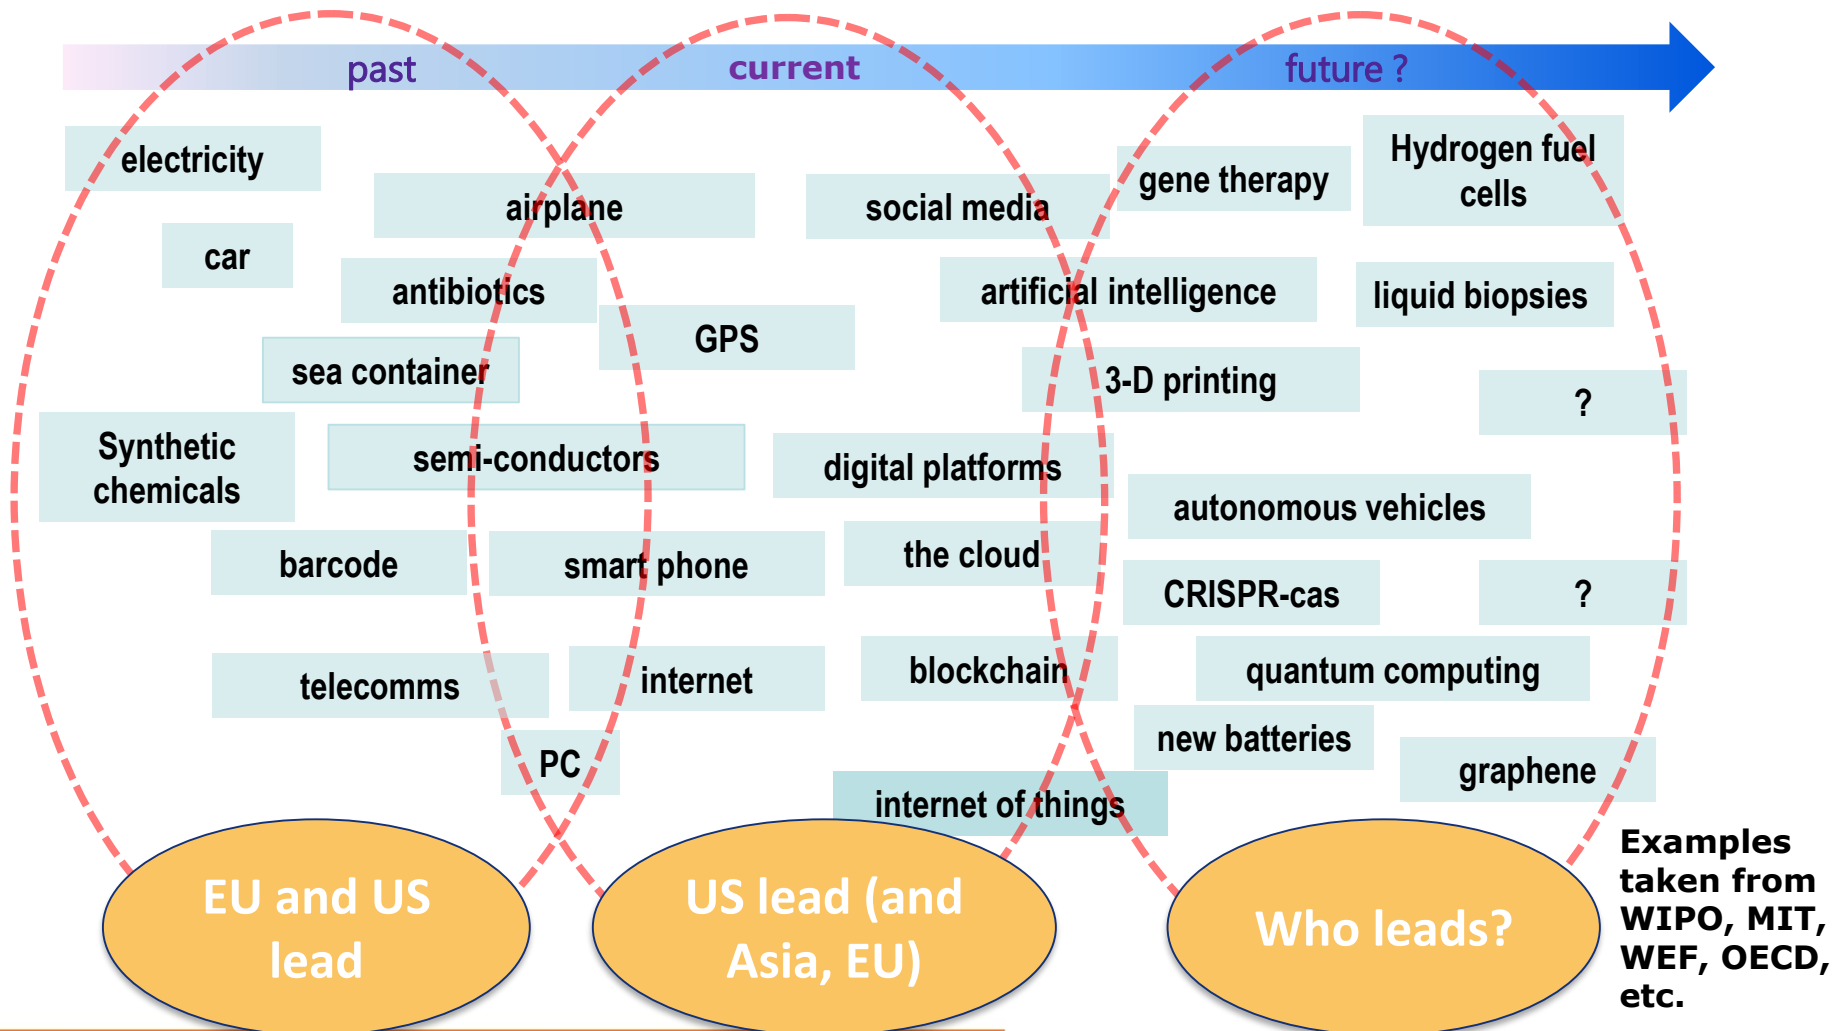 past
current
future ?
electricity
airplane
social media
gene therapy
Hydrogen fuel
cells
car
antibiotics
GPS
artificial intelligence
liquid biopsies
sea container
3-D printing
?
Synthetic
chemicals
semi-conductors
digital platforms
autonomous vehicles
barcode
smart phone
the cloud
CRISPR-cas
?
telecomms
internet
blockchain
quantum computing
PC
new batteries
graphene
internet of things
EU and US
lead
US lead (and
Asia, EU)
Who leads?
Examples
taken from
WIPO, MIT,
WEF, OECD,
etc.